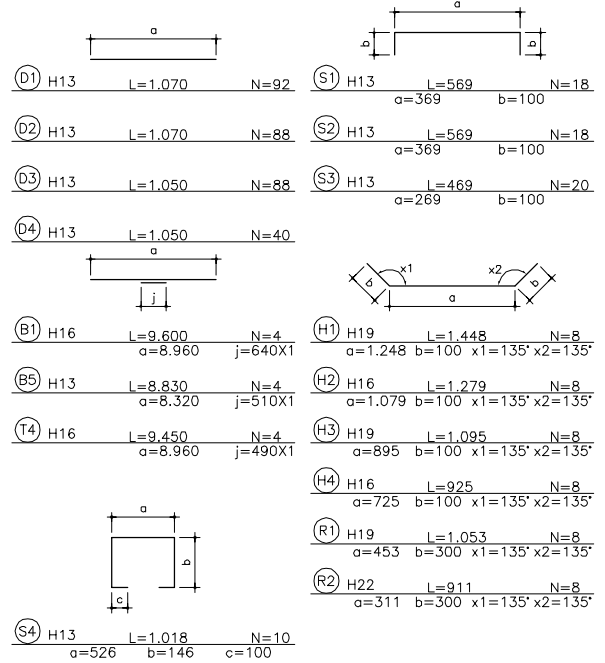 a
D1 H13 L=1.070 N=92
D2 H13 L=1.070 N=88
D3 H13 L=1.050 N=88
D4 H13 L=1.050 N=40
a
j
B1 H16 L=9.600 N=4
a=8.960 j=640X1
B5 H13 L=8.830 N=4
a=8.320 j=510X1
T4 H16 L=9.450 N=4
a=8.960 j=490X1
a
b
c
S4 H13 L=1.018 N=10
a=526 b=146 c=100
a
b b
S1 H13 L=569 N=18
a=369 b=100
S2 H13 L=569 N=18
a=369 b=100
S3 H13 L=469 N=20
a=269 b=100
x1 x2
b b
a
H1 H19 L=1.448 N=8
a=1.248 b=100 x1=135° x2=135°
H2 H16 L=1.279 N=8
a=1.079 b=100 x1=135° x2=135°
H3 H19 L=1.095 N=8
a=895 b=100 x1=135° x2=135°
H4 H16 L=925 N=8
a=725 b=100 x1=135° x2=135°
R1 H19 L=1.053 N=8
a=453 b=300 x1=135° x2=135°
R2 H22 L=911 N=8
a=311 b=300 x1=135° x2=135°